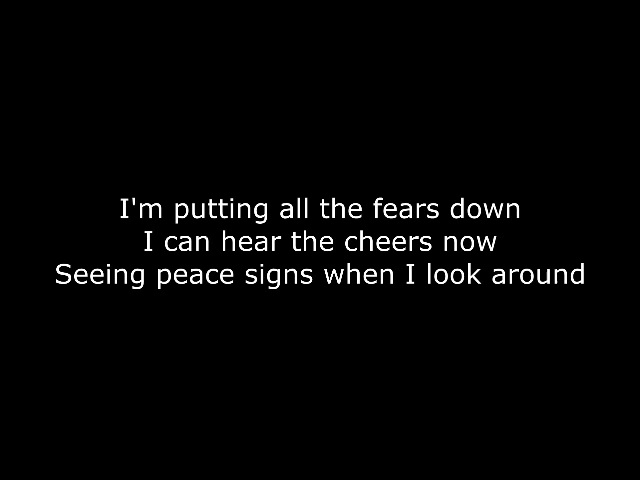 I'm putting all the fears down
I can hear the cheers now
Seeing peace signs when I look around